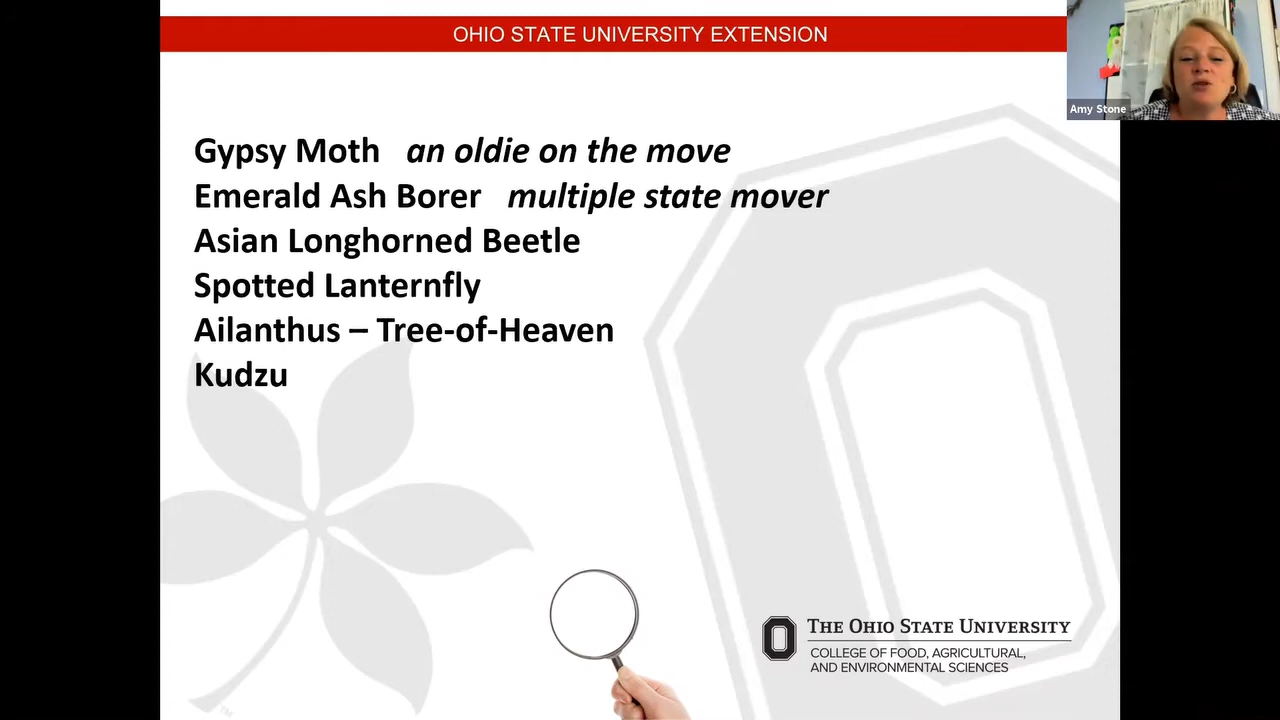 OHIO STATE UNIVERSITY EXTENSION
Amy Stone
Gypsy Moth an oldie on the move
Emerald Ash Borer multiple state mover
Asian Longhorned Beetle
Spotted Lanternfly
Ailanthus – Tree-of-Heaven
Kudzu
THE OHIO STATE UNIVERSITY
COLLEGE OF FOOD, AGRICULTURAL,
AND ENVIRONMENTAL SCIENCES
TM